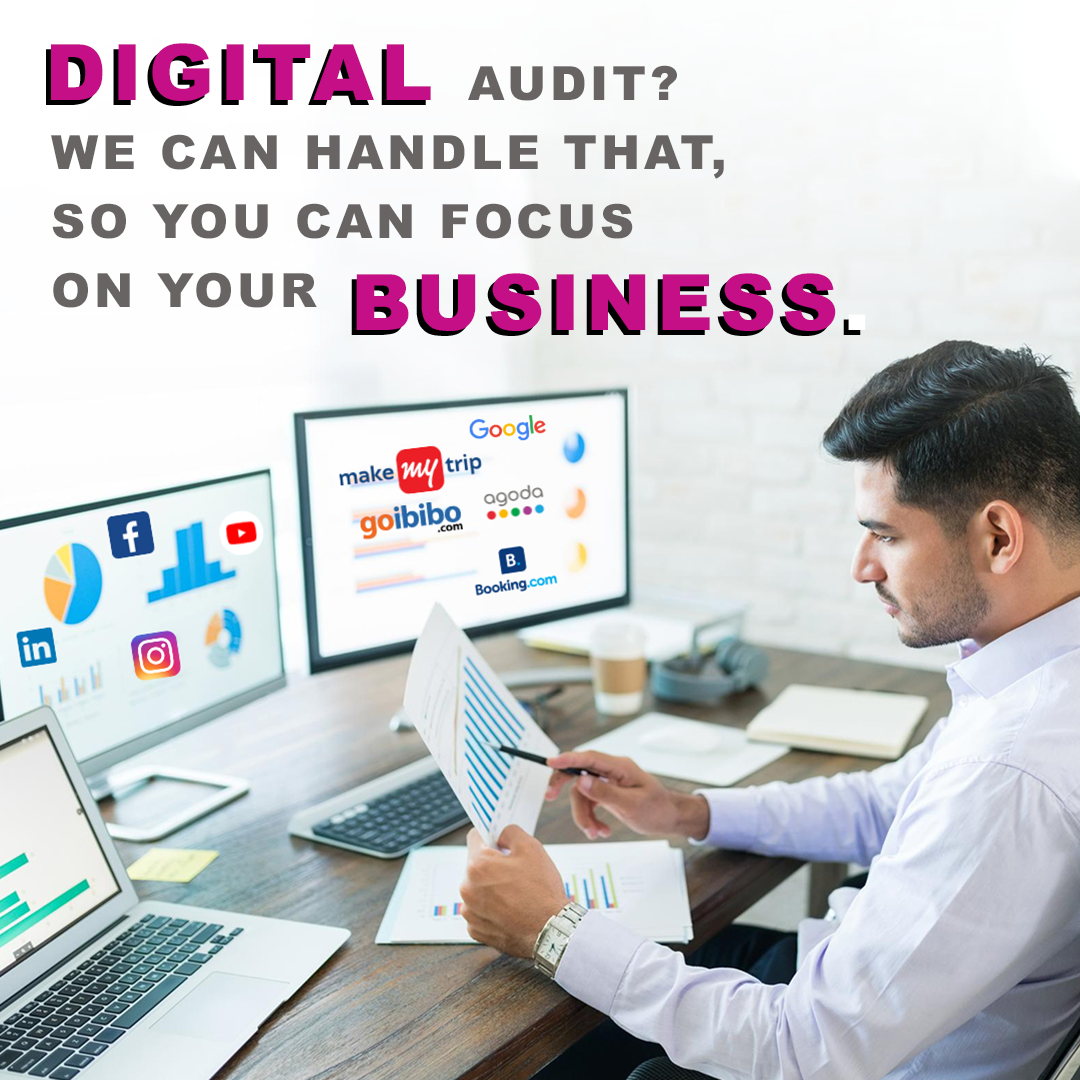 DIGITAL AUDIT?
WE CAN HANDLE THAT,
SO YOU CAN FOCUS
ON YOUR BUSINESS.
Google
make my trip
goibibo
.com
agoda
B.
Booking.com
f
in